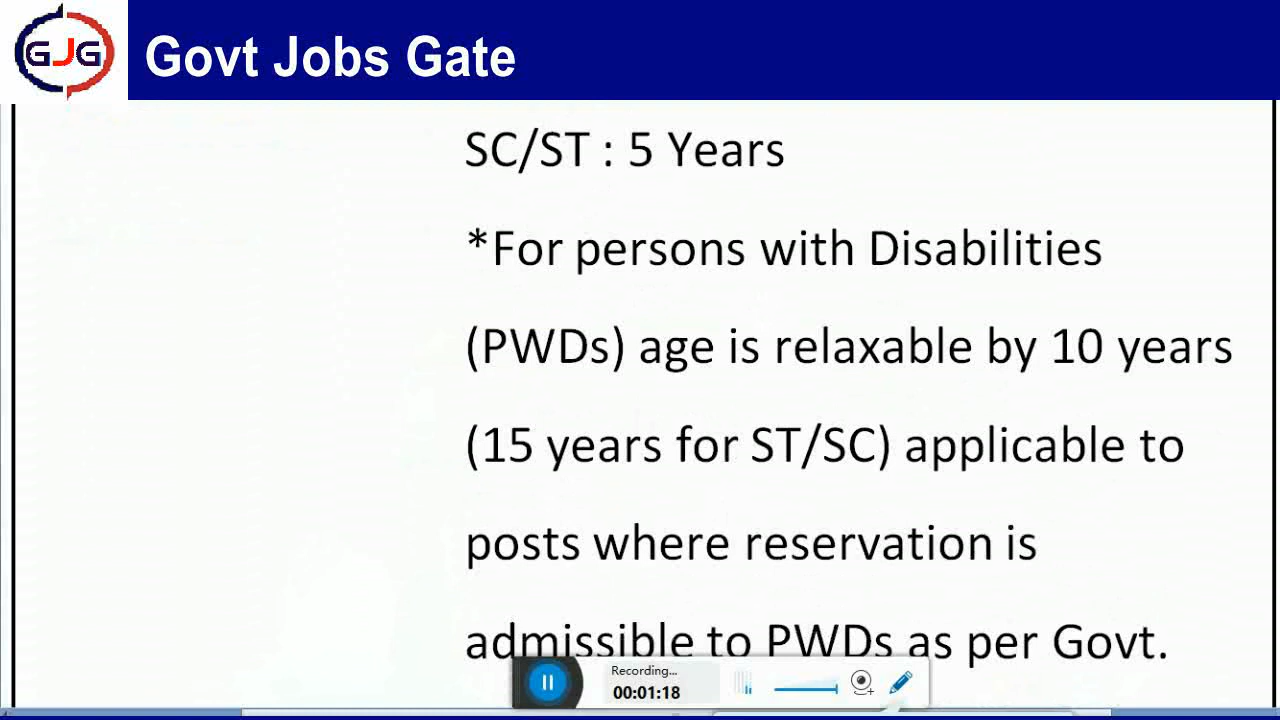 GJG
Govt Jobs Gate
SC/ST : 5 Years
*For persons with Disabilities
(PWDs) age is relaxable by 10 years
(15 years for ST/SC) applicable to
posts where reservation is
admissible to PWDs as per Govt.
Recording...
00:01:18